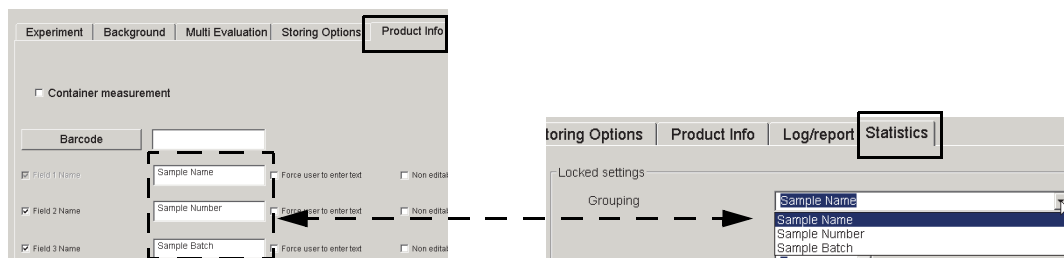 Experiment Background Multi Evaluation Storing Options Product Info
Container measurement
Barcode
Field 1 Name Sample Name Force user to enter text Non edital
Field 2 Name Sample Number Force user to enter text Non edital
Field 3 Name Sample Batch Force user to enter text Non edital
toring Options Product Info Log/report Statistics
Locked settings
Grouping Sample Name
Sample Name
Sample Number
Sample Batch